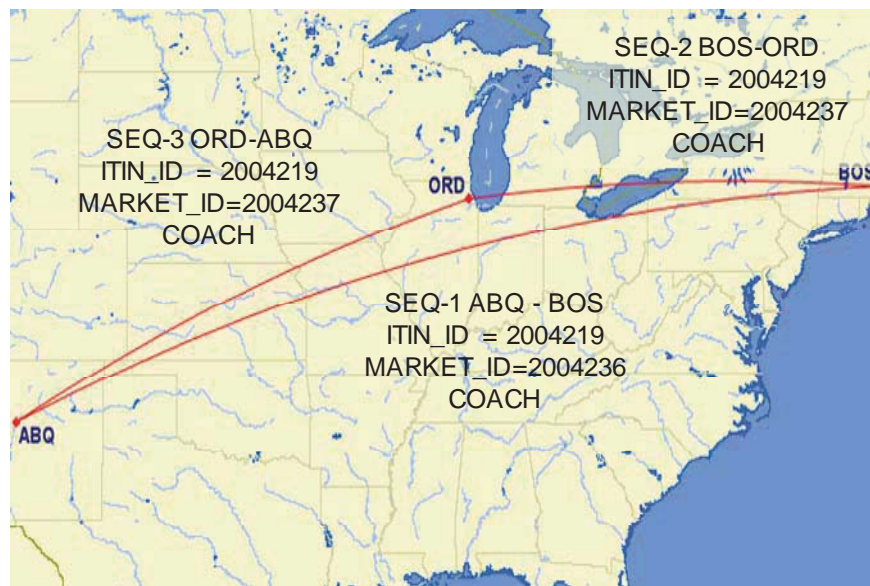 SEQ-2 BOS-ORD
ITIN_ID = 2004219
MARKET_ID=2004237
COACH
SEQ-3 ORD-ABQ
ITIN_ID = 2004219
MARKET_ID=2004237
COACH
ORD
BOS
SEQ-1 ABQ - BOS
ITIN_ID = 2004219
MARKET_ID=2004236
COACH
ABQ